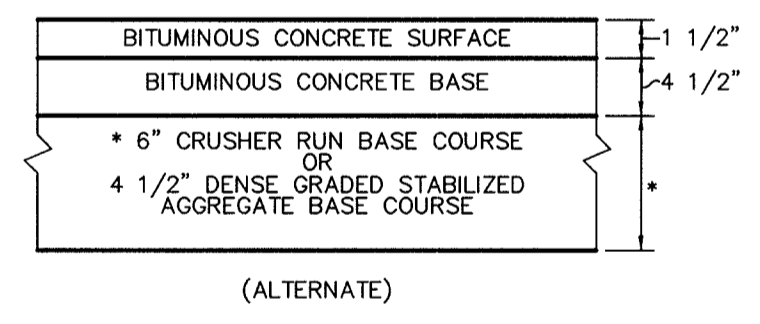 BITUMINOUS CONCRETE SURFACE
1 1/2"
BITUMINOUS CONCRETE BASE
4 1/2"
* 6" CRUSHER RUN BASE COURSE
OR
4 1/2" DENSE GRADED STABILIZED
AGGREGATE BASE COURSE
*
(ALTERNATE)